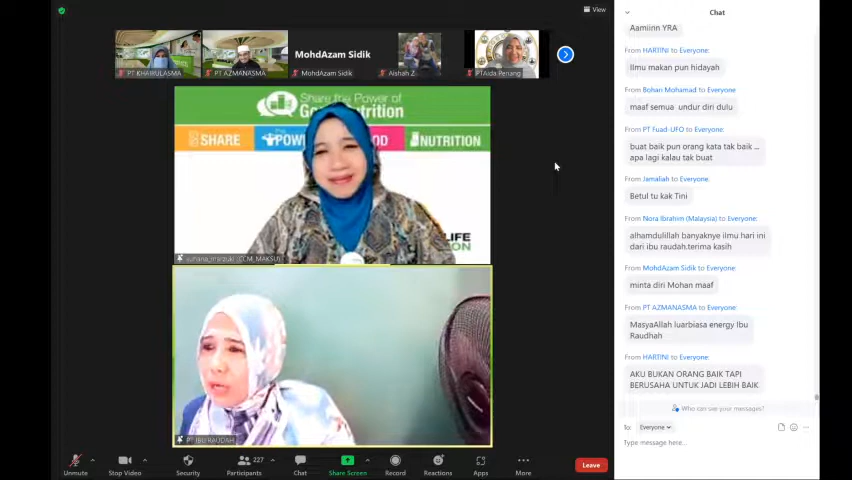 View
PT KHAIRULASMA
PT AZMANASMA
MohdAzam Sidik
MohdAzam Sidik
Aishah Z
PTAida Penang
Share the Power of
Good Nutrition
SHARE
NUTRITION
suriana_marzuki (CCM_MAKSU)
PT IBU RAUDAH
Unmute
Stop Video
Security
Participants
227
Chat
Share Screen
Record
Reactions
Apps
More
Leave
Chat
Aamiinn YRA
From HARTINI to Everyone:
Ilmu makan pun hidayah
From Bohari Mohamad to Everyone
maaf semua undur diri dulu
From PT Fuad-UFO to Everyone:
buat baik pun orang kata tak baik ...
apa lagi kalau tak buat
From Jamaliah to Everyone:
Betul tu kak Tini
From Nora Ibrahim (Malaysia) to Everyone:
alhamdulillah banyaknye ilmu hari ini
dari ibu raudah.terima kasih
From MohdAzam Sidik to Everyone:
minta diri Mohan maaf
From PT AZMANASMA to Everyone:
MasyaAllah luarbiasa energy Ibu
Raudhah
From HARTINI to Everyone:
AKU BUKAN ORANG BAIK TAPI
BERUSAHA UNTUK JADI LEBIH BAIK
Who can see your messages?
To: Everyone
Type message here...